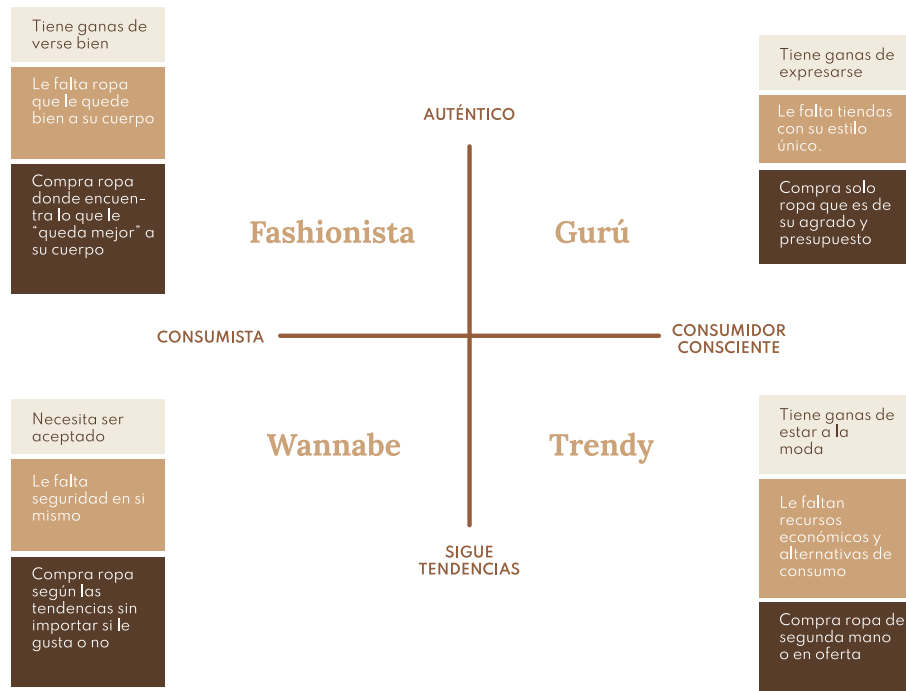 Tiene ganas de
verse bien
Le falta ropa
que le quede
bien a su cuerpo
Compra ropa
donde encuen-
tra lo que le
“queda mejor” a
su cuerpo
Tiene ganas de
expresarse
Le falta tiendas
con su estilo
único.
Compra solo
ropa que es de
su agrado y
presupuesto
AUTÉNTICO
Fashionista
Gurú
CONSUMISTA
CONSUMIDOR
CONSCIENTE
Wannabe
Trendy
SIGUE
TENDENCIAS
Necesita ser
aceptado
Le falta
seguridad en si
mismo
Compra ropa
según las
tendencias sin
importar si le
gusta o no
Tiene ganas de
estar a la
moda
Le faltan
recursos
económicos y
alternativas de
consumo
Compra ropa de
segunda mano
o en oferta